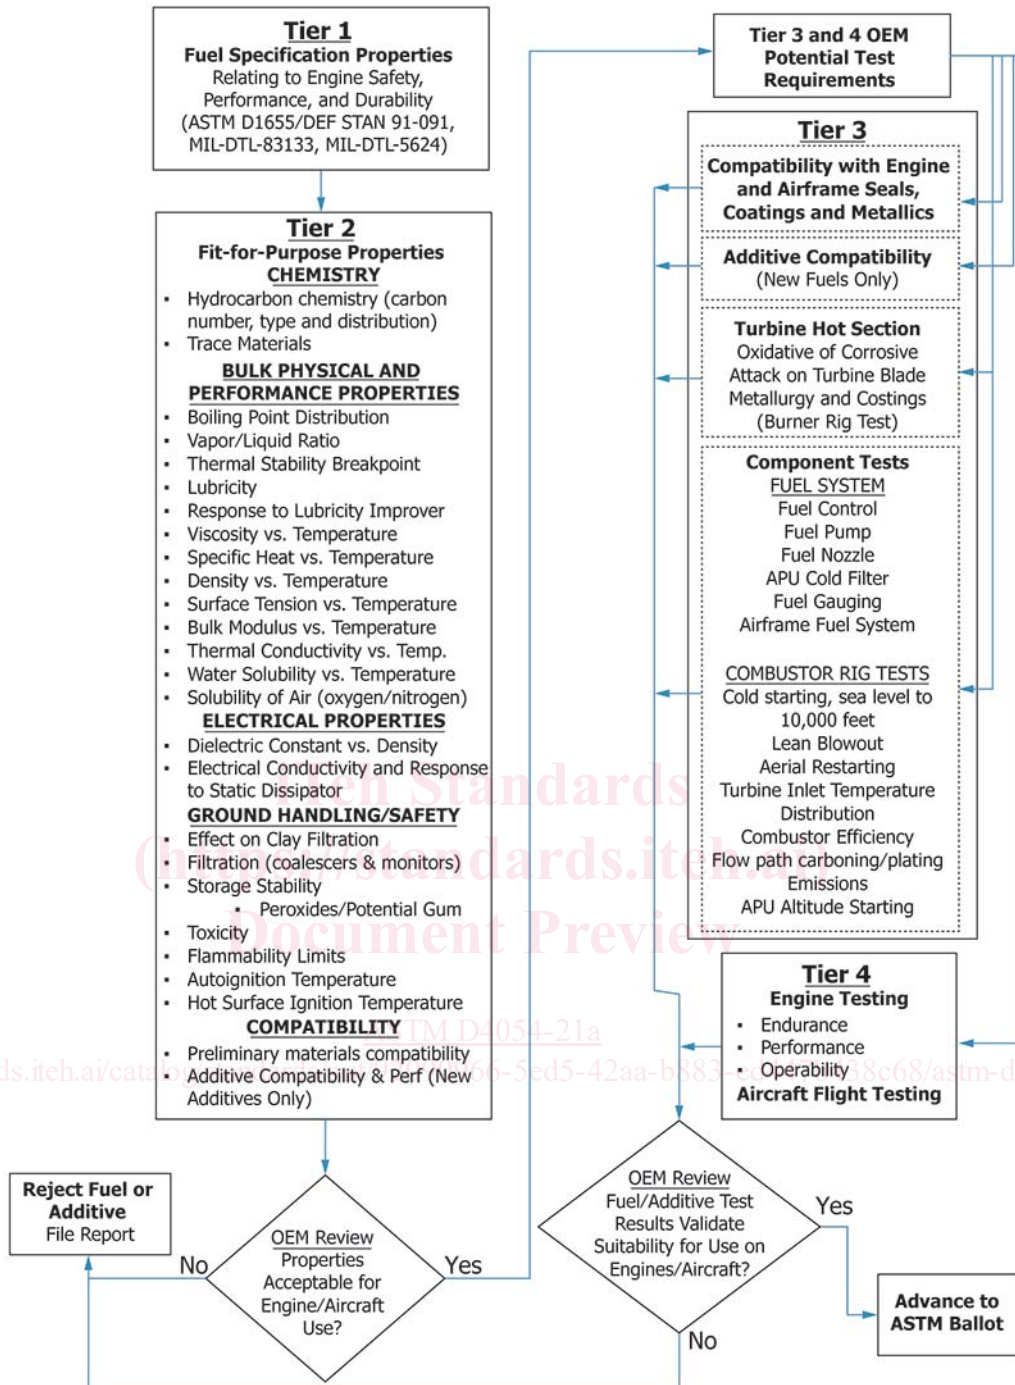 Tier 1
Fuel Specification Properties
Relating to Engine Safety,
Performance, and Durability
(ASTM D1655/DEF STAN 91-091,
MIL-DTL-83133, MIL-DTL-5624)
Tier 2
Fit-for-Purpose Properties
CHEMISTRY
▪ Hydrocarbon chemistry (carbon
number, type and distribution)
▪ Trace Materials
BULK PHYSICAL AND
PERFORMANCE PROPERTIES
▪ Boiling Point Distribution
▪ Vapor/Liquid Ratio
▪ Thermal Stability Breakpoint
▪ Lubricity
▪ Response to Lubricity Improver
▪ Viscosity vs. Temperature
▪ Specific Heat vs. Temperature
▪ Density vs. Temperature
▪ Surface Tension vs. Temperature
▪ Bulk Modulus vs. Temperature
▪ Thermal Conductivity vs. Temp.
▪ Water Solubility vs. Temperature
▪ Solubility of Air (oxygen/nitrogen)
ELECTRICAL PROPERTIES
▪ Dielectric Constant vs. Density
▪ Electrical Conductivity and Response
to Static Dissipator
GROUND HANDLING/SAFETY
▪ Effect on Clay Filtration
▪ Filtration (coalescers & monitors)
▪ Storage Stability
▪ Peroxides/Potential Gum
▪ Toxicity
▪ Flammability Limits
▪ Autoignition Temperature
▪ Hot Surface Ignition Temperature
COMPATIBILITY
▪ Preliminary materials compatibility
▪ Additive Compatibility & Perf (New
Additives Only)
OEM Review
Properties
Acceptable for
Engine/Aircraft
Use?
No
Yes
Reject Fuel or
Additive
File Report
Tier 3 and 4 OEM
Potential Test
Requirements
Tier 3
Compatibility with Engine
and Airframe Seals,
Coatings and Metallics
Additive Compatibility
(New Fuels Only)
Turbine Hot Section
Oxidative of Corrosive
Attack on Turbine Blade
Metallurgy and Costings
(Burner Rig Test)
Component Tests
FUEL SYSTEM
Fuel Control
Fuel Pump
Fuel Nozzle
APU Cold Filter
Fuel Gauging
Airframe Fuel System
COMBUSTOR RIG TESTS
Cold starting, sea level to
10,000 feet
Lean Blowout
Aerial Restarting
Turbine Inlet Temperature
Distribution
Combustor Efficiency
Flow path carboning/plating
Emissions
APU Altitude Starting
Tier 4
Engine Testing
▪ Endurance
▪ Performance
▪ Operability
Aircraft Flight Testing
OEM Review
Fuel/Additive Test
Results Validate
Suitability for Use on
Engines/Aircraft?
Yes
No
Advance to
ASTM Ballot
iTeh Standards
(https://standards.iteh.ai)
Document Preview
ASTM D4054-21a